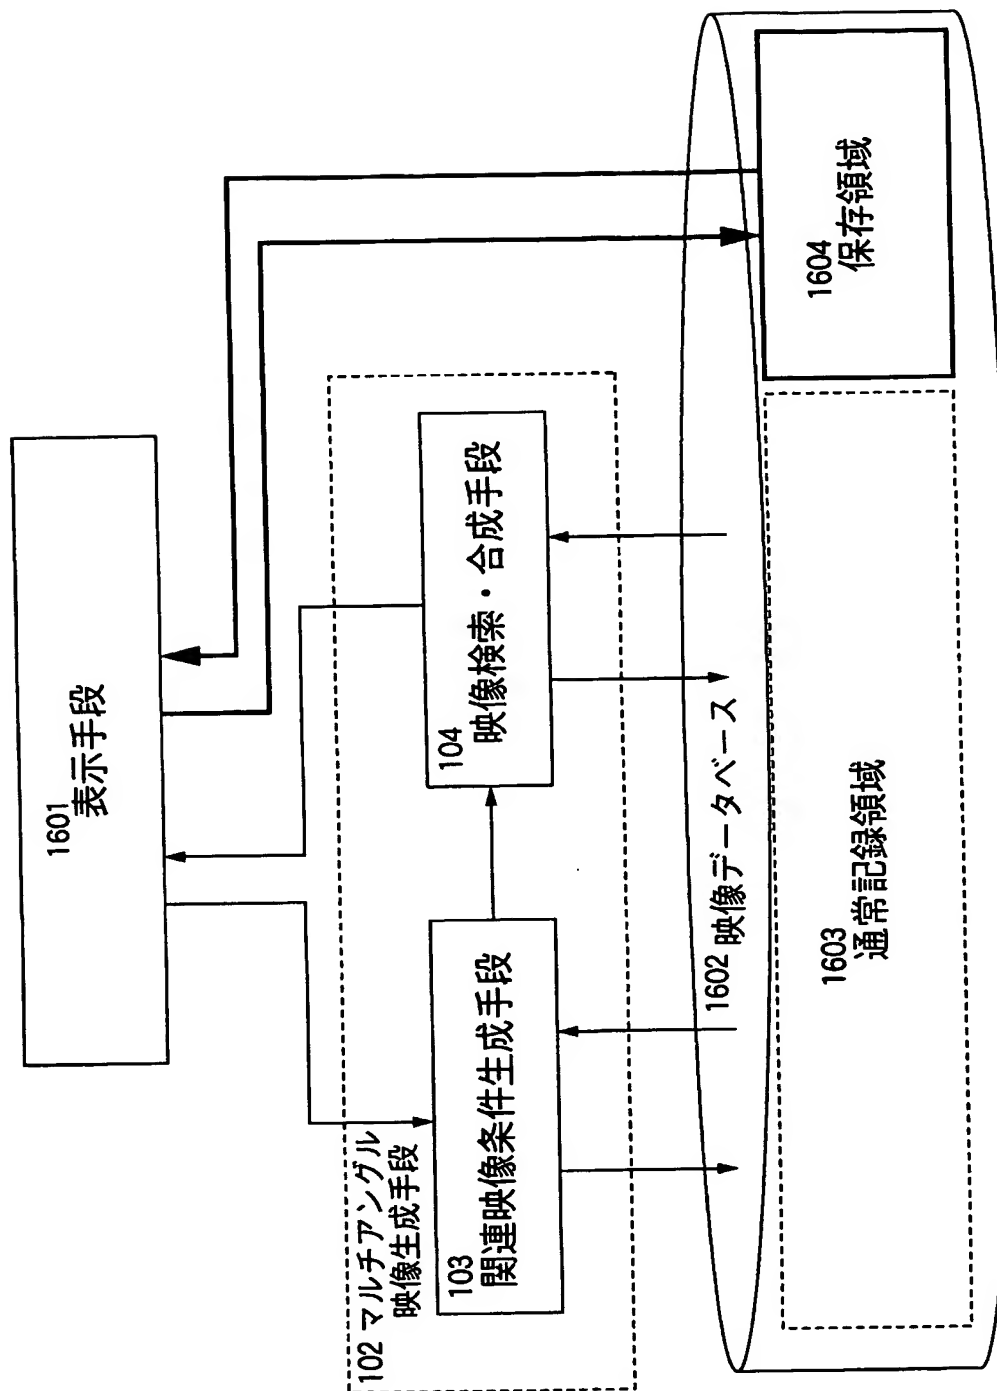 1601
表示手段
102 マルチアングル
映像生成手段
103
関連映像条件生成手段
104
映像検索・合成手段
1602 映像データベース
1603
通常記録領域
1604
保存領域